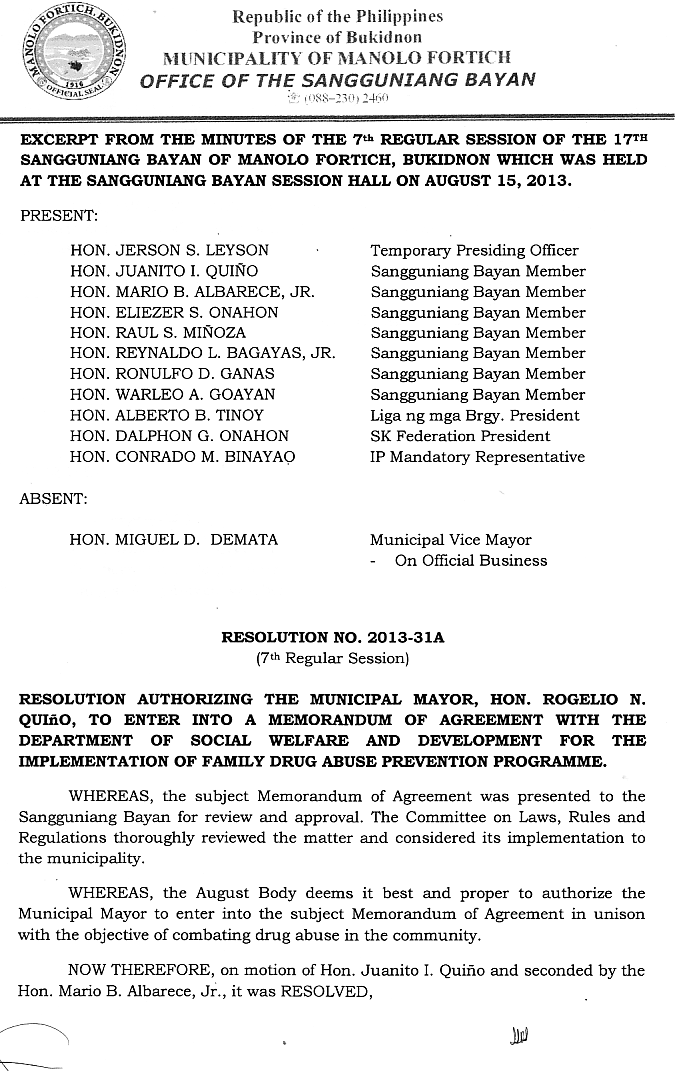 MANOLO FORTICH, BUKIDNON
1916
OFFICIAL SEAL
Republic of the Philippines
Province of Bukidnon
MUNICIPALITY OF MANOLO FORTICH
OFFICE OF THE SANGGUNIANG BAYAN
☏ (088-230) 2460
EXCERPT FROM THE MINUTES OF THE 7th REGULAR SESSION OF THE 17TH
SANGGUNIANG BAYAN OF MANOLO FORTICH, BUKIDNON WHICH WAS HELD
AT THE SANGGUNIANG BAYAN SESSION HALL ON AUGUST 15, 2013.
PRESENT:
HON. JERSON S. LEYSON Temporary Presiding Officer
HON. JUANITO I. QUIÑO Sangguniang Bayan Member
HON. MARIO B. ALBARECE, JR. Sangguniang Bayan Member
HON. ELIEZER S. ONAHON Sangguniang Bayan Member
HON. RAUL S. MIÑOZA Sangguniang Bayan Member
HON. REYNALDO L. BAGAYAS, JR. Sangguniang Bayan Member
HON. RONULFO D. GANAS Sangguniang Bayan Member
HON. WARLEO A. GOAYAN Sangguniang Bayan Member
HON. ALBERTO B. TINOY Liga ng mga Brgy. President
HON. DALPHON G. ONAHON SK Federation President
HON. CONRADO M. BINAYAO IP Mandatory Representative
ABSENT:
HON. MIGUEL D. DEMATA Municipal Vice Mayor
- On Official Business
RESOLUTION NO. 2013-31A
(7th Regular Session)
RESOLUTION AUTHORIZING THE MUNICIPAL MAYOR, HON. ROGELIO N.
QUIñO, TO ENTER INTO A MEMORANDUM OF AGREEMENT WITH THE
DEPARTMENT OF SOCIAL WELFARE AND DEVELOPMENT FOR THE
IMPLEMENTATION OF FAMILY DRUG ABUSE PREVENTION PROGRAMME.
WHEREAS, the subject Memorandum of Agreement was presented to the
Sangguniang Bayan for review and approval. The Committee on Laws, Rules and
Regulations thoroughly reviewed the matter and considered its implementation to
the municipality.
WHEREAS, the August Body deems it best and proper to authorize the
Municipal Mayor to enter into the subject Memorandum of Agreement in unison
with the objective of combating drug abuse in the community.
NOW THEREFORE, on motion of Hon. Juanito I. Quiño and seconded by the
Hon. Mario B. Albarece, Jr., it was RESOLVED,